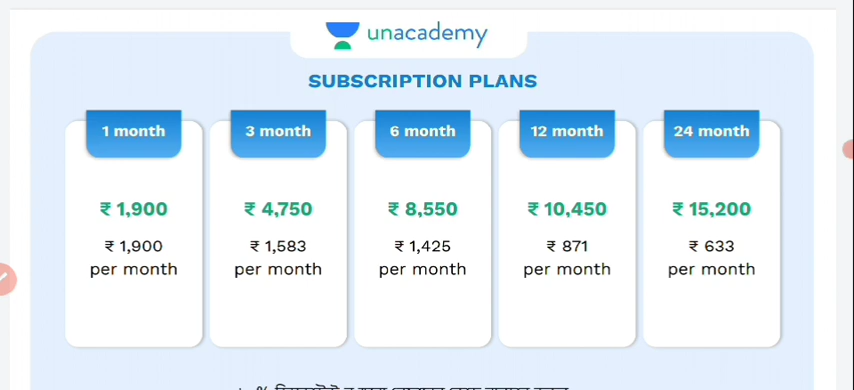 unacademy
SUBSCRIPTION PLANS
1 month
3 month
6 month
12 month
24 month
₹ 1,900
₹ 4,750
₹ 8,550
₹ 10,450
₹ 15,200
₹ 1,900
₹ 1,583
₹ 1,425
₹ 871
₹ 633
per month
per month
per month
per month
per month